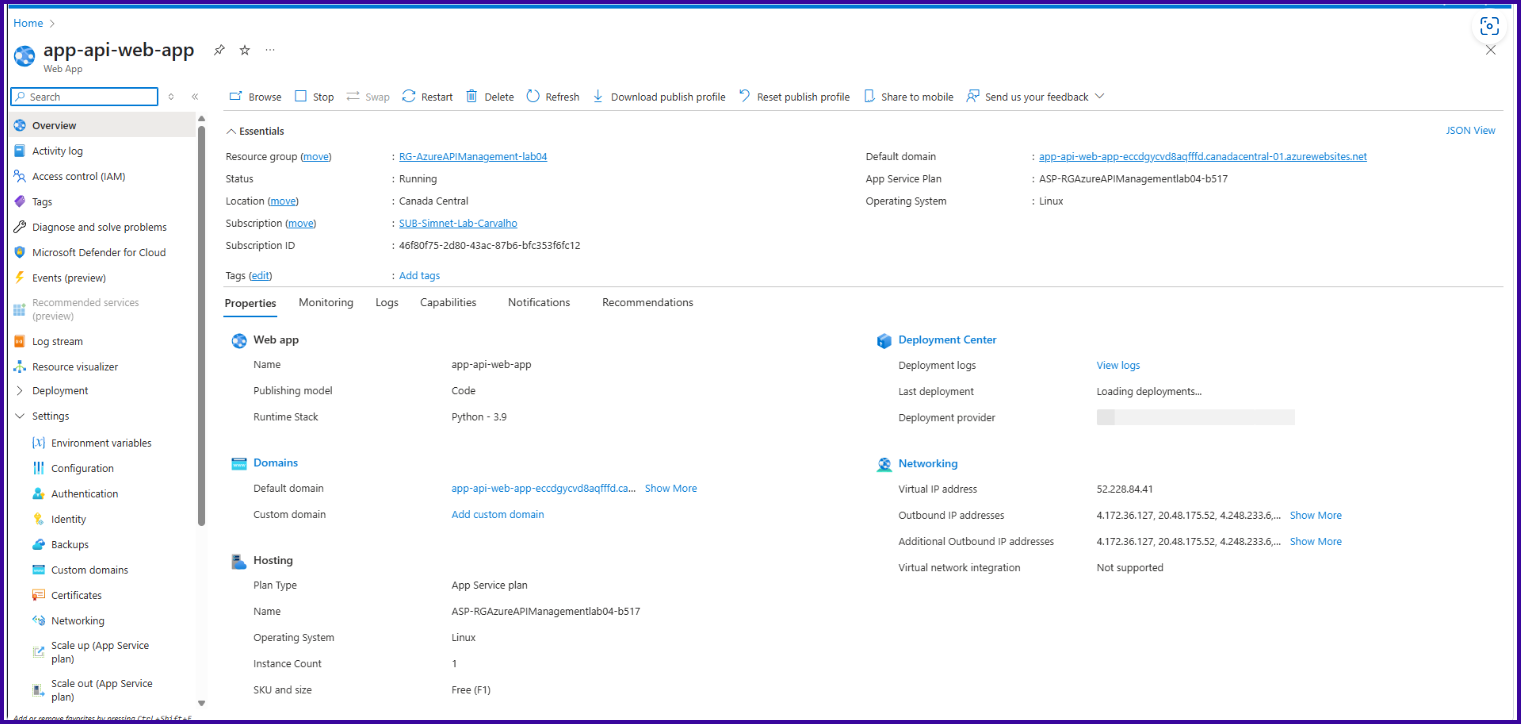 Home
app-api-web-app
Web App
Search
Browse Stop Swap Restart Delete Refresh Download publish profile Reset publish profile Share to mobile Send us your feedback
Overview
Activity log
Access control (IAM)
Tags
Diagnose and solve problems
Microsoft Defender for Cloud
Events (preview)
Recommended services
(preview)
Log stream
Resource visualizer
Deployment
Settings
Environment variables
Configuration
Authentication
Identity
Backups
Custom domains
Certificates
Networking
Scale up (App Service
plan)
Scale out (App Service
plan)
Add or remove favorites by pressing Ctrl+Shift+F
Essentials
JSON View
Resource group (move) : RG-AzureAPIManagement-lab04
Status : Running
Location (move) : Canada Central
Subscription (move) : SUB-Simnet-Lab-Carvalho
Subscription ID : 46f80f75-2d80-43ac-87b6-bfc353f6fc12
Tags (edit) : Add tags
Default domain : app-api-web-app-eccdgycvd8aqfffd.canadacentral-01.azurewebsites.net
App Service Plan : ASP-RGAzureAPIManagementlab04-b517
Operating System : Linux
Properties Monitoring Logs Capabilities Notifications Recommendations
Web app
Name app-api-web-app
Publishing model Code
Runtime Stack Python - 3.9
Domains
Default domain app-api-web-app-eccdgycvd8aqfffd.ca... Show More
Custom domain Add custom domain
Hosting
Plan Type App Service plan
Name ASP-RGAzureAPIManagementlab04-b517
Operating System Linux
Instance Count 1
SKU and size Free (F1)
Deployment Center
Deployment logs View logs
Last deployment Loading deployments...
Deployment provider
Networking
Virtual IP address 52.228.84.41
Outbound IP addresses 4.172.36.127, 20.48.175.52, 4.248.233.6,... Show More
Additional Outbound IP addresses 4.172.36.127, 20.48.175.52, 4.248.233.6,... Show More
Virtual network integration Not supported